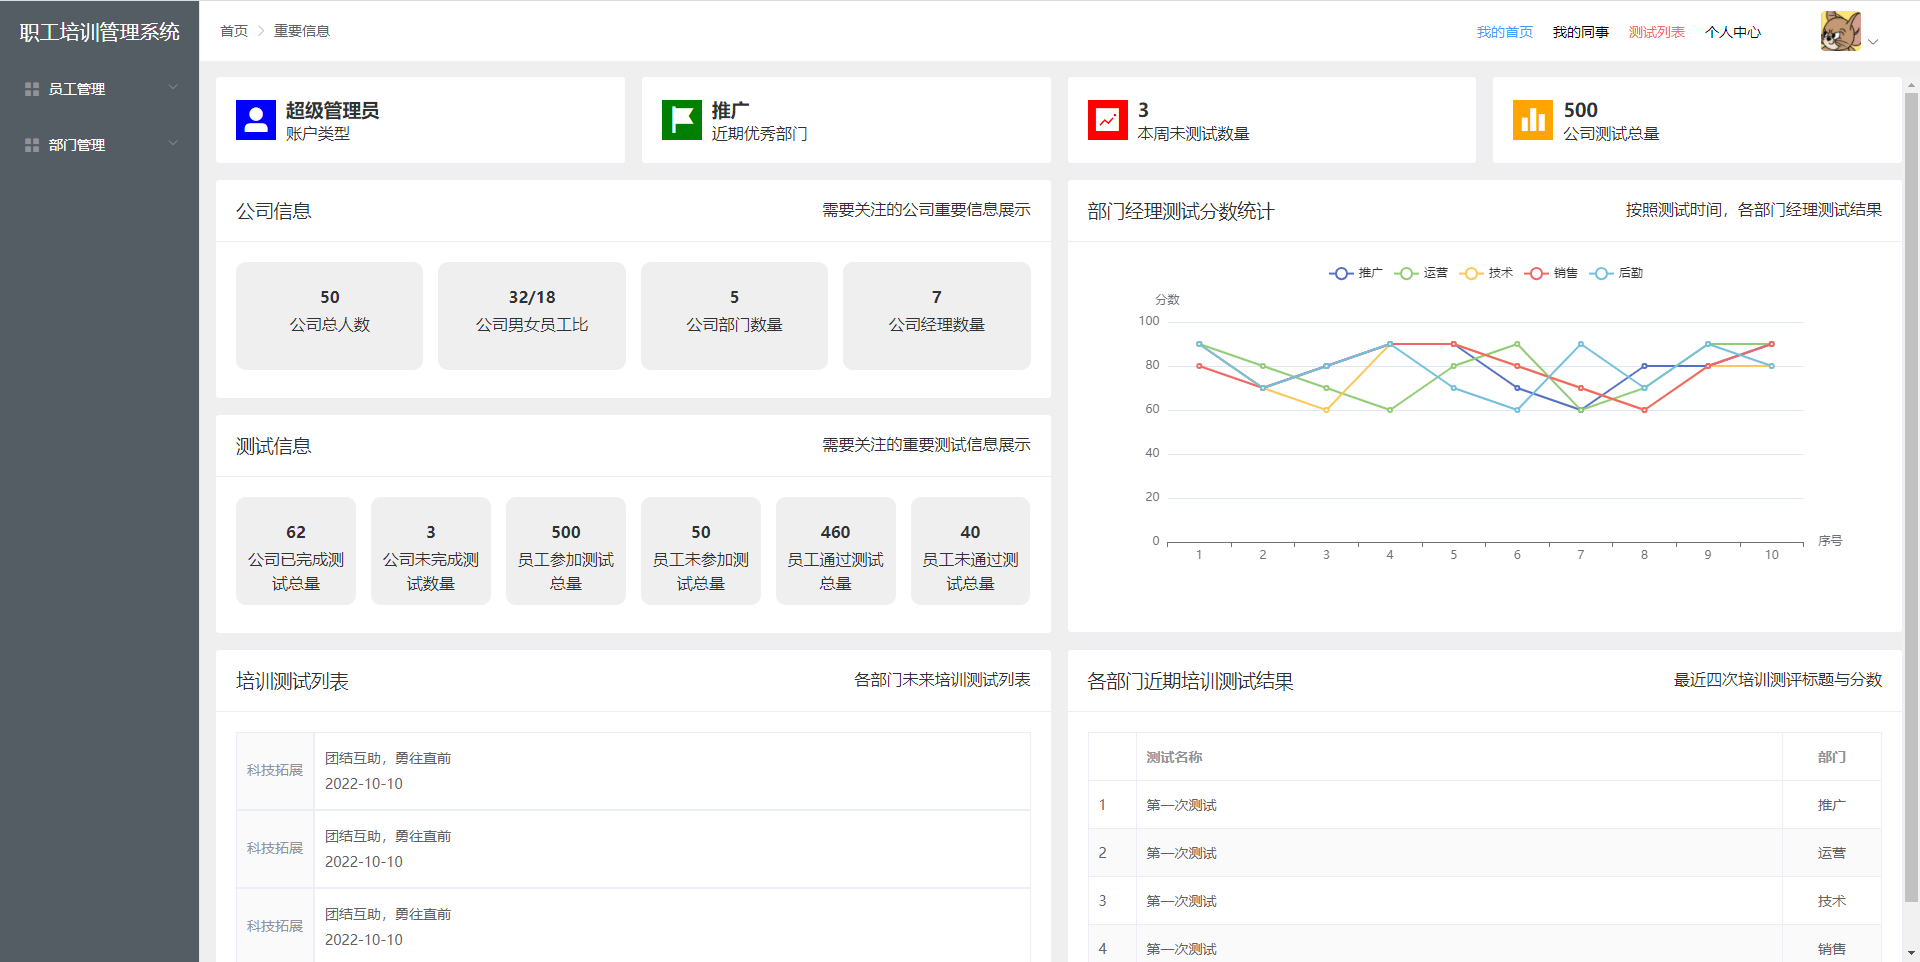 职工培训管理系统
员工管理
部门管理
首页 > 重要信息
我的首页 我的同事 测试列表 个人中心
超级管理员
账户类型
推广
近期优秀部门
3
本周未测试数量
500
公司测试总量
公司信息
需要关注的公司重要信息展示
50
公司总人数
32/18
公司男女员工比
5
公司部门数量
7
公司经理数量
测试信息
需要关注的重要测试信息展示
62
公司已完成测
试总量
3
公司未完成测
试数量
500
员工参加测试
总量
50
员工未参加测
试总量
460
员工通过测试
总量
40
员工未通过测
试总量
部门经理测试分数统计
按照测试时间，各部门经理测试结果
推广 运营 技术 销售 后勤
分数
100
80
60
40
20
0
1 2 3 4 5 6 7 8 9 10
序号
培训测试列表
各部门未来培训测试列表
科技拓展
团结互助，勇往直前
2022-10-10
科技拓展
团结互助，勇往直前
2022-10-10
科技拓展
团结互助，勇往直前
2022-10-10
各部门近期培训测试结果
最近四次培训测评标题与分数
测试名称 部门
1 第一次测试 推广
2 第一次测试 运营
3 第一次测试 技术
4 第一次测试 销售